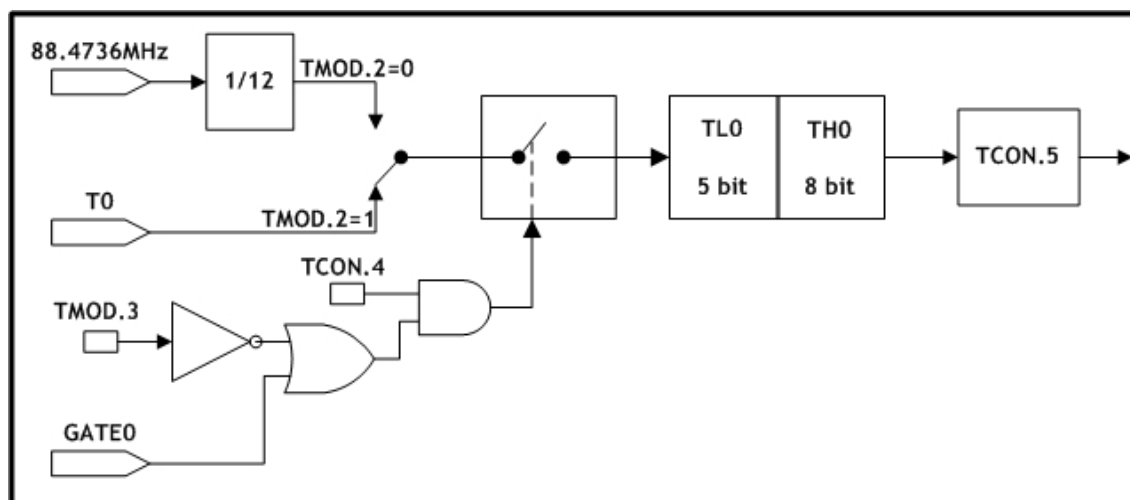 88.4736MHz
1/12
TMOD.2=0
T0
TMOD.2=1
TL0
5 bit
TH0
8 bit
TCON.5
TCON.4
TMOD.3
GATE0